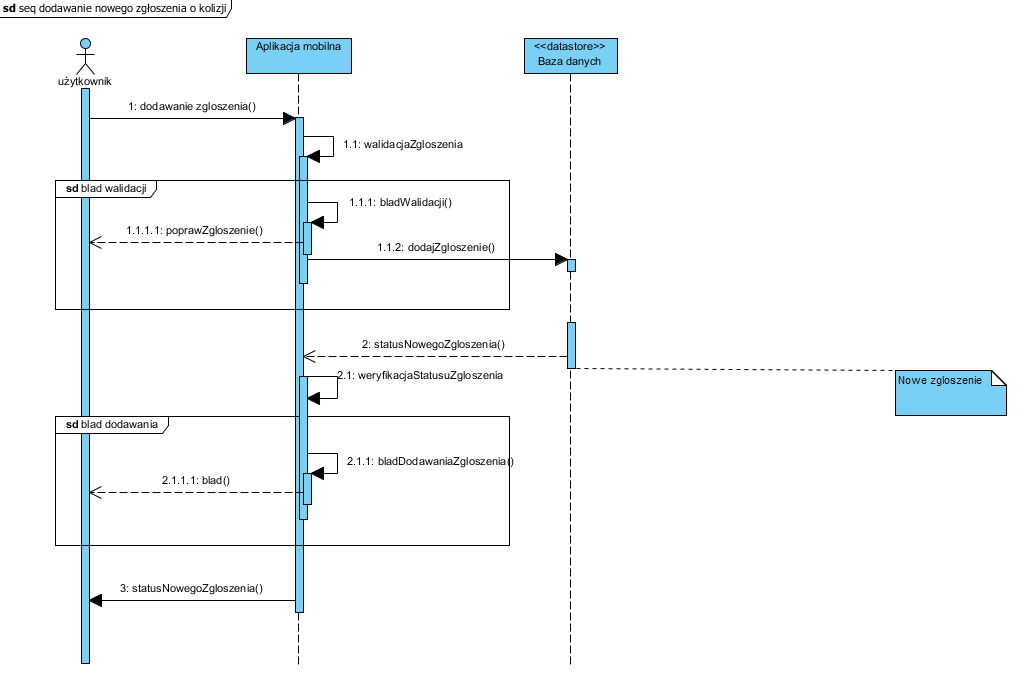 sd seq dodawanie nowego zgłoszenia o kolizji
użytkownik
Aplikacja mobilna
<<datastore>>
Baza danych
1: dodawanie zgloszenia()
1.1: walidacjaZgloszenia
sd blad walidacji
1.1.1: bladWalidacji()
1.1.1.1: poprawZgloszenie()
1.1.2: dodajZgloszenie()
2: statusNowegoZgloszenia()
2.1: weryfikacjaStatusuZgloszenia
Nowe zgloszenie
sd blad dodawania
2.1.1: bladDodawaniaZgloszenia()
2.1.1.1: blad()
3: statusNowegoZgloszenia()